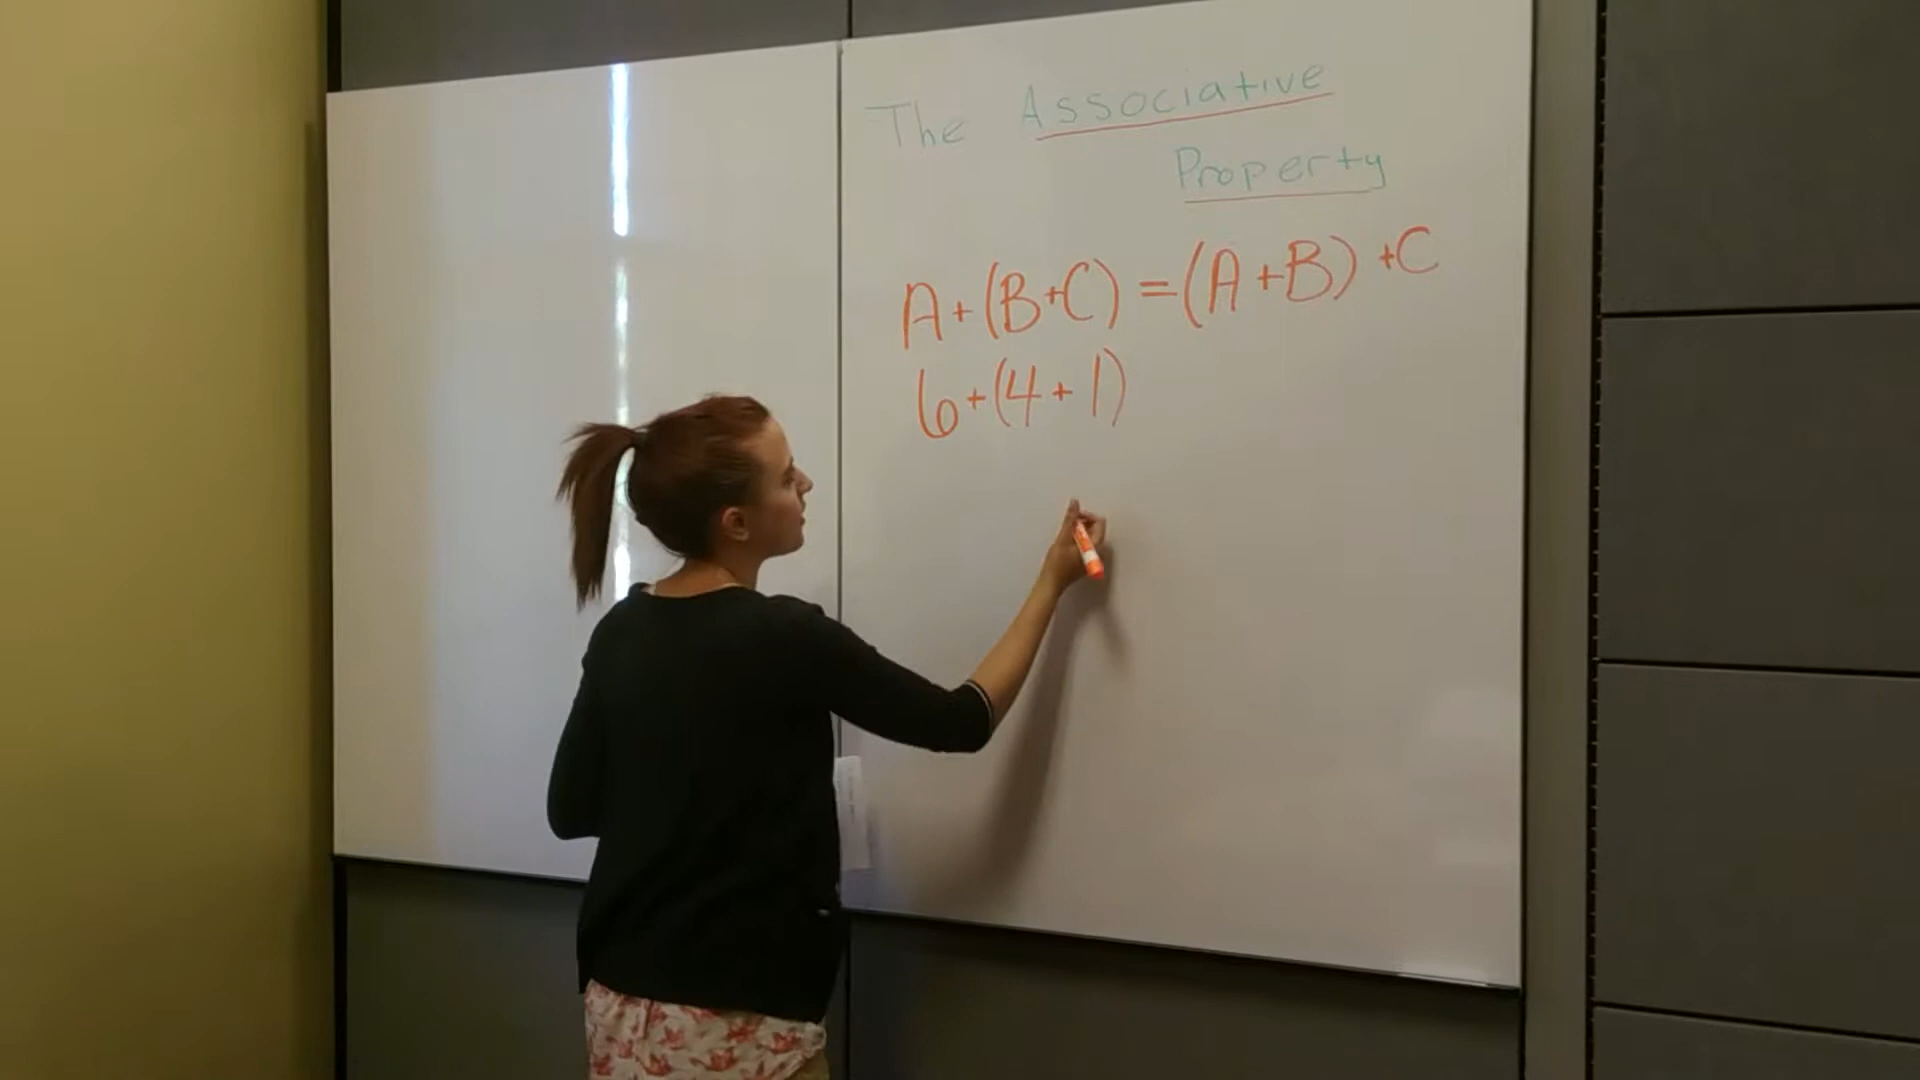 The Associative
Property
A+(B+C)=(A+B)+C
6+(4+1)